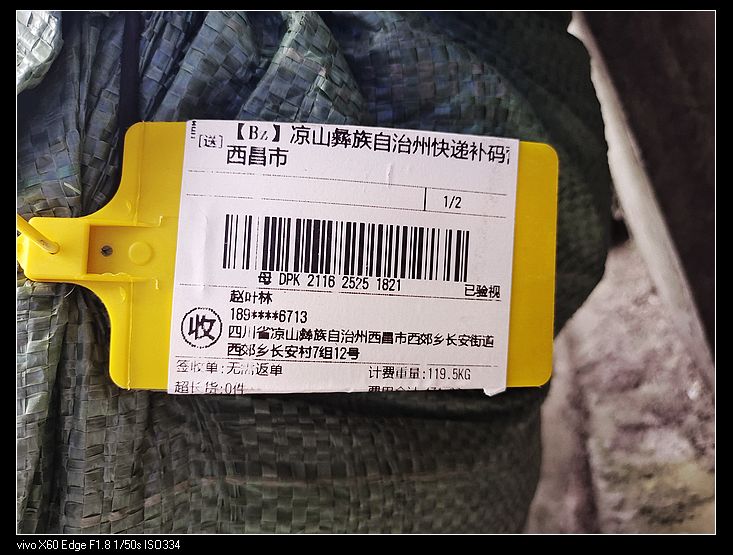 [送]
【Bz】凉山彝族自治州快递补码
西昌市
1/2
母 DPK 2116 2525 1821
已验视
赵叶林
189****6713
收
四川省凉山彝族自治州西昌市西郊乡长安街道
西郊乡长安村7组12号
签收单:无需返单
计费重量:119.5KG
超长货:0件
vivo X60 Edge F1.8 1/50s ISO334